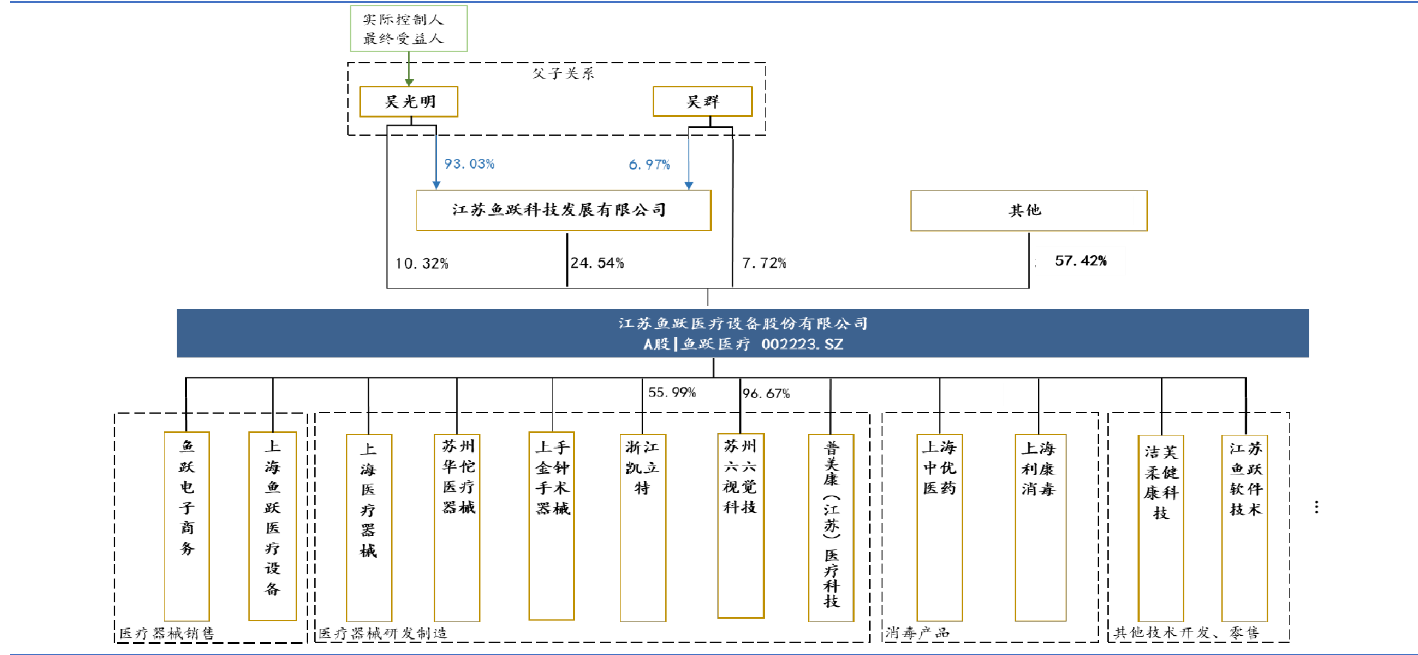 实际控制人
最终受益人
父子关系
吴光明
吴群
93.03%
6.97%
江苏鱼跃科技发展有限公司
其他
10.32%
24.54%
7.72%
57.42%
江苏鱼跃医疗设备股份有限公司
A股|鱼跃医疗 002223.SZ
55.99%
96.67%
鱼跃电子商务
上海鱼跃医疗设备
上海医疗器械
苏州
华佗
医疗
器械
上手
金钟
手术
器械
浙江
凯立
特
苏州
六六
视觉
科技
普美康（江苏）医疗科技
上海
中优
医药
上海
利康
消毒
洁芙
柔健
康科
技
江苏
鱼跃
软件
技术
...
医疗器械销售
医疗器械研发制造
消毒产品
其他技术开发、零售